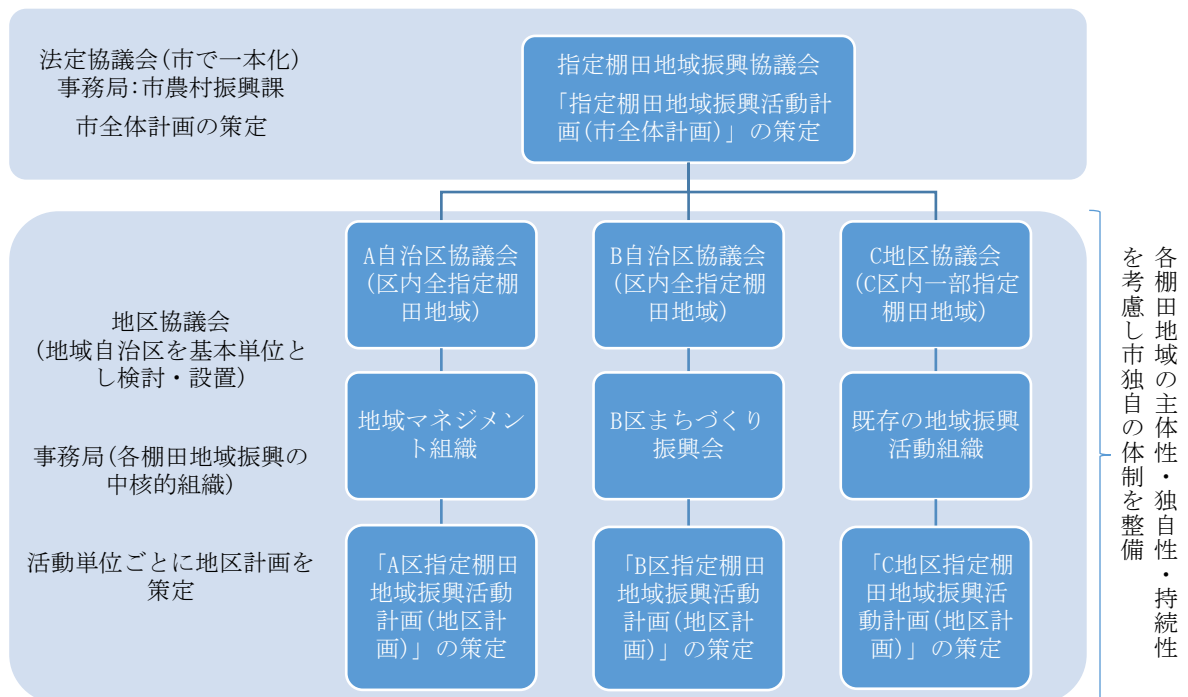 法定協議会(市で一本化)
事務局:市農村振興課
市全体計画の策定
指定棚田地域振興協議会
「指定棚田地域振興活動計
画(市全体計画)」の策定
地区協議会
(地域自治区を基本単位と
し検討・設置)
事務局(各棚田地域振興の
中核的組織)
活動単位ごとに地区計画を
策定
A自治区協議会
(区内全指定棚
田地域)
B自治区協議会
(区内全指定棚
田地域)
C地区協議会
(C区内一部指定
棚田地域)
地域マネジメン
ト組織
B区まちづくり
振興会
既存の地域振興
活動組織
「A区指定棚田
地域振興活動
計画(地区計
画)」の策定
「B区指定棚田
地域振興活動
計画(地区計
画)」の策定
「C地区指定棚
田地域振興活
動計画(地区計
画)」の策定
各棚田地域の主体性・独自性・持続性
を考慮し市独自の体制を整備